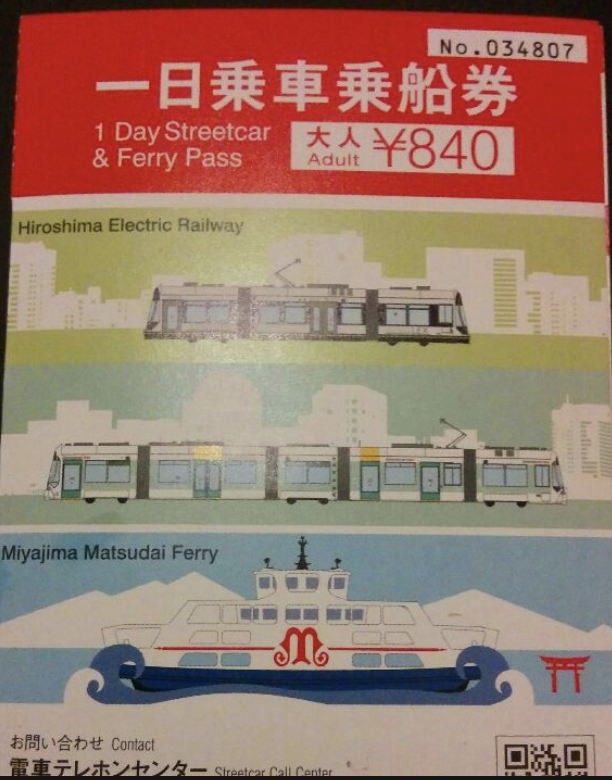 No.034807
一日乗車乗船券
1 Day Streetcar
& Ferry Pass
大人
Adult
¥840
Hiroshima Electric Railway
Miyajima Matsudai Ferry
お問い合わせ Contact
電車テレホンセンター Streetcar Call Center